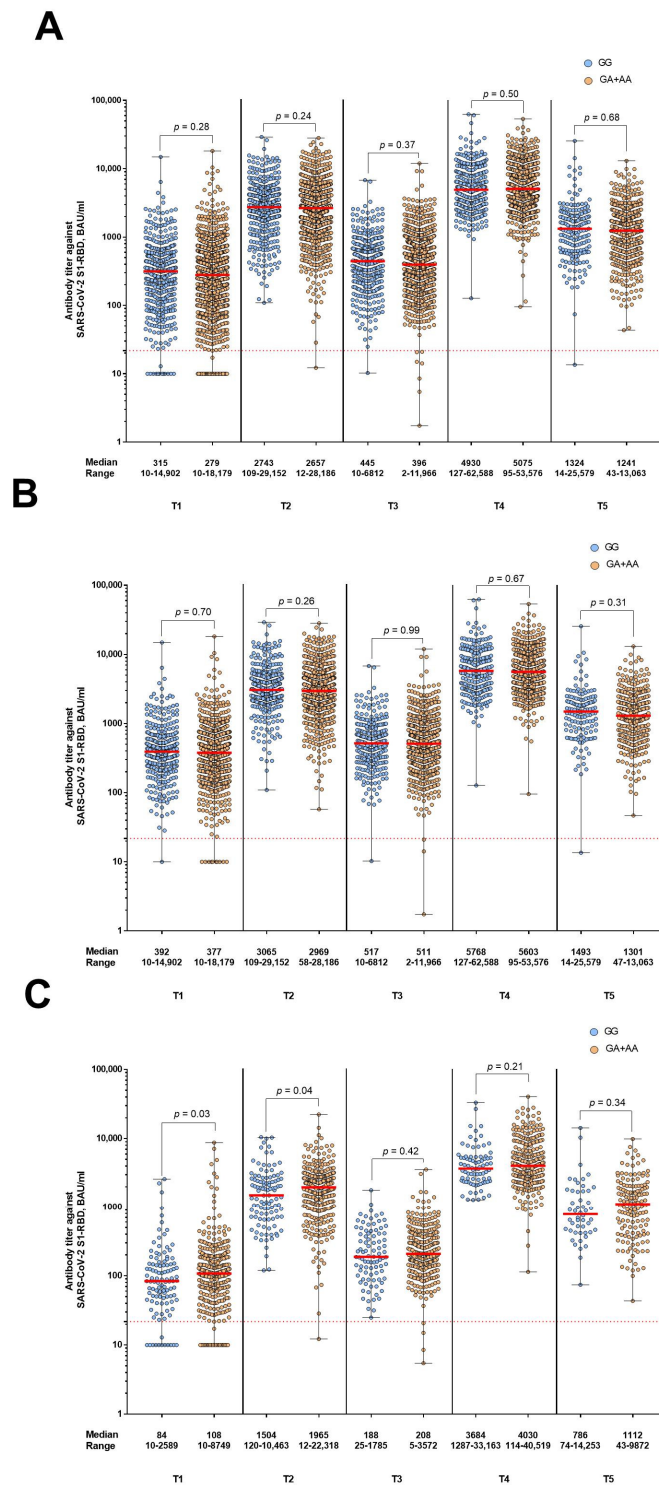 A
GG
GA+AA
Antibody titer against
SARS-CoV-2 S1-RBD, BAU/ml
100,000
10,000
1000
100
10
1
p = 0.28
p = 0.24
p = 0.37
p = 0.50
p = 0.68
Median 315 279 2743 2657 445 396 4930 5075 1324 1241
Range 10-14,902 10-18,179 109-29,152 12-28,186 10-6812 2-11,966 127-62,588 95-53,576 14-25,579 43-13,063
T1 T2 T3 T4 T5
B
GG
GA+AA
Antibody titer against
SARS-CoV-2 S1-RBD, BAU/ml
100,000
10,000
1000
100
10
1
p = 0.70
p = 0.26
p = 0.99
p = 0.67
p = 0.31
Median 392 377 3065 2969 517 511 5768 5603 1493 1301
Range 10-14,902 10-18,179 109-29,152 58-28,186 10-6812 2-11,966 127-62,588 95-53,576 14-25,579 47-13,063
T1 T2 T3 T4 T5
C
GG
GA+AA
Antibody titer against
SARS-CoV-2 S1-RBD, BAU/ml
100,000
10,000
1000
100
10
1
p = 0.03
p = 0.04
p = 0.42
p = 0.21
p = 0.34
Median 84 108 1504 1965 188 208 3684 4030 786 1112
Range 10-2589 10-8749 120-10,463 12-22,318 25-1785 5-3572 1287-33,163 114-40,519 74-14,253 43-9872
T1 T2 T3 T4 T5